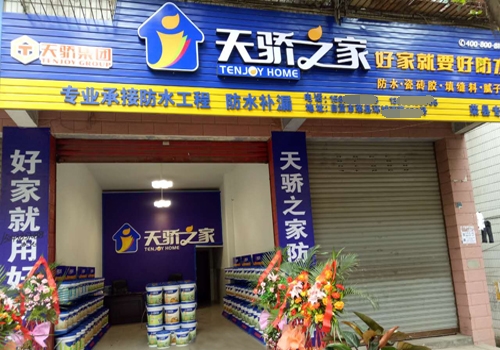 天骄集团
TENJOY GROUP
天骄之家
TENJOY HOME
400-800-
好家就要好防水
防水·瓷砖胶·填缝料·腻子
专业承接防水工程 防水补漏
好家就用好
天骄之家防
天骄之家
TENJOY HOME